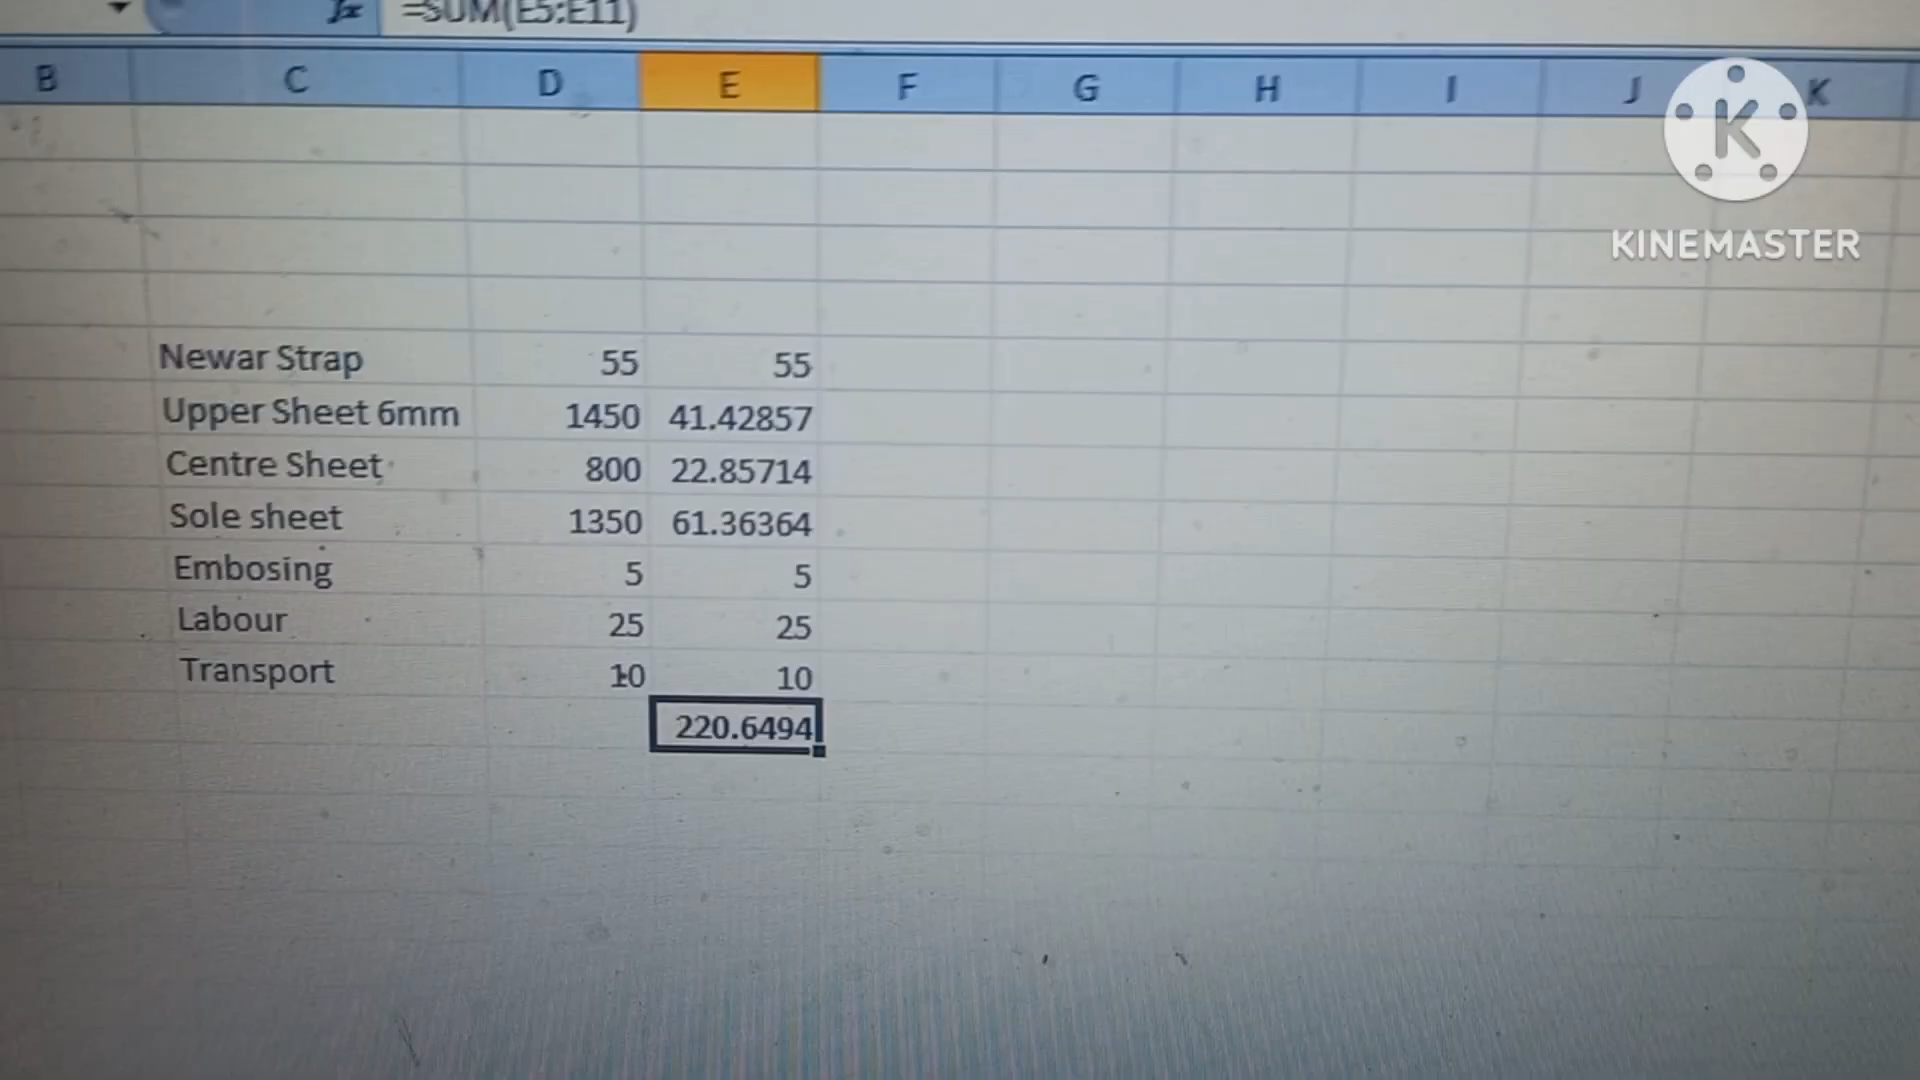 fx =SUM(E5:E11)
B C D E F G H I J K
K
KINEMASTER
Newar Strap 55 55
Upper Sheet 6mm 1450 41.42857
Centre Sheet 800 22.85714
Sole sheet 1350 61.36364
Embosing 5 5
Labour 25 25
Transport 10 10
220.6494